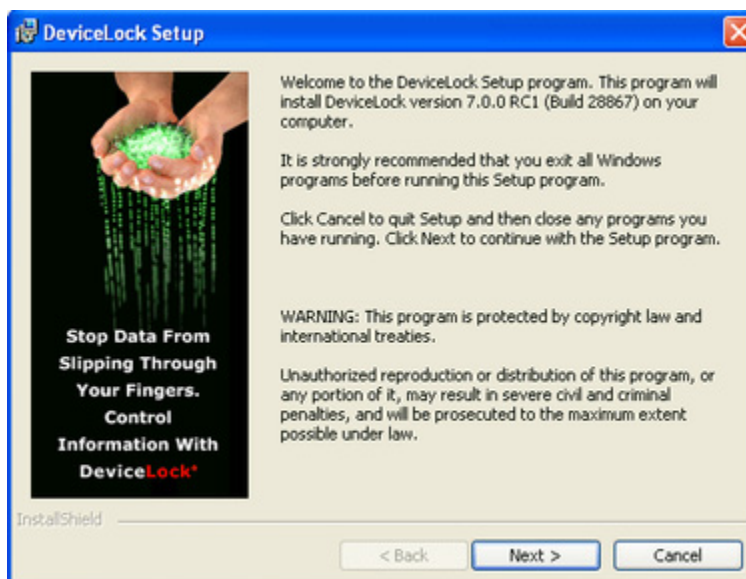 DeviceLock Setup
Welcome to the DeviceLock Setup program. This program will
install DeviceLock version 7.0.0 RC1 (Build 28867) on your
computer.
It is strongly recommended that you exit all Windows
programs before running this Setup program.
Click Cancel to quit Setup and then close any programs you
have running. Click Next to continue with the Setup program.
WARNING: This program is protected by copyright law and
international treaties.
Unauthorized reproduction or distribution of this program, or
any portion of it, may result in severe civil and criminal
penalties, and will be prosecuted to the maximum extent
possible under law.
Stop Data From
Slipping Through
Your Fingers.
Control
Information With
DeviceLock*
InstallShield
< Back
Next >
Cancel